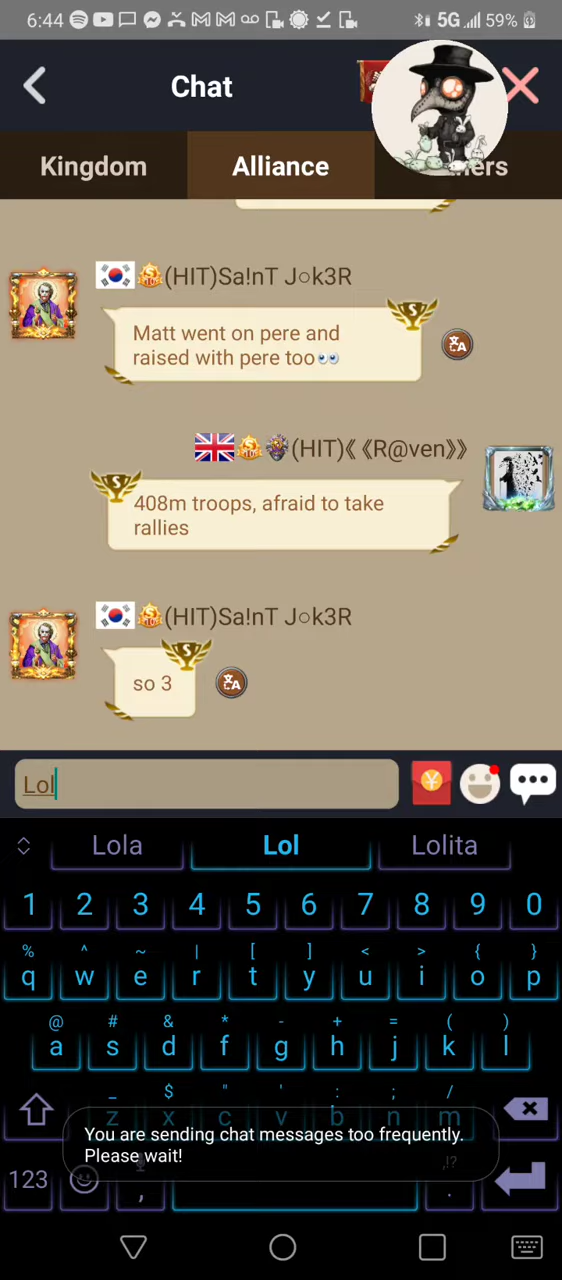 6:44
5G
59%
Chat
Kingdom
Alliance
(HIT)Sa!nT J○k3R
Matt went on pere and
raised with pere too👀
(HIT)《 《R@ven》》
408m troops, afraid to take
rallies
(HIT)Sa!nT J○k3R
so 3
Lol
Lola
Lol
Lolita
1 2 3 4 5 6 7 8 9 0
% ^ ~ | [ ] < > { }
q w e r t y u i o p
@ # & * - + = ( )
a s d f g h j k l
_ $ " ' : ; /
z x c v b n m
You are sending chat messages too frequently.
Please wait!
123 , ,!? .